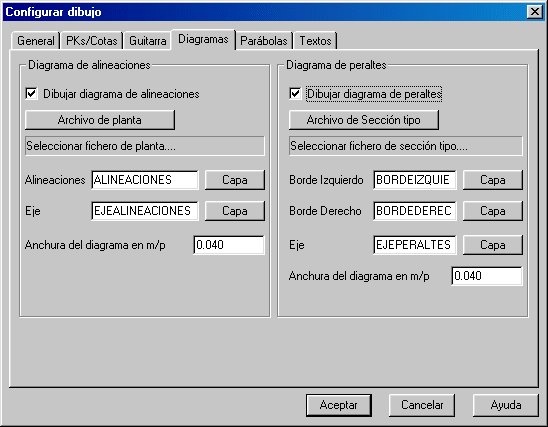 Configurar dibujo
General PKs/Cotas Guitarra Diagramas Parábolas Textos
Diagrama de alineaciones
Dibujar diagrama de alineaciones
Archivo de planta
Seleccionar fichero de planta....
Alineaciones ALINEACIONES Capa
Eje EJEALINEACIONES Capa
Anchura del diagrama en m/p 0.040
Diagrama de peraltes
Dibujar diagrama de peraltes
Archivo de Sección tipo
Seleccionar fichero de sección tipo....
Borde Izquierdo BORDEIZQUIE Capa
Borde Derecho BORDEDEREC Capa
Eje EJEPERALTES Capa
Anchura del diagrama en m/p 0.040
Aceptar Cancelar Ayuda